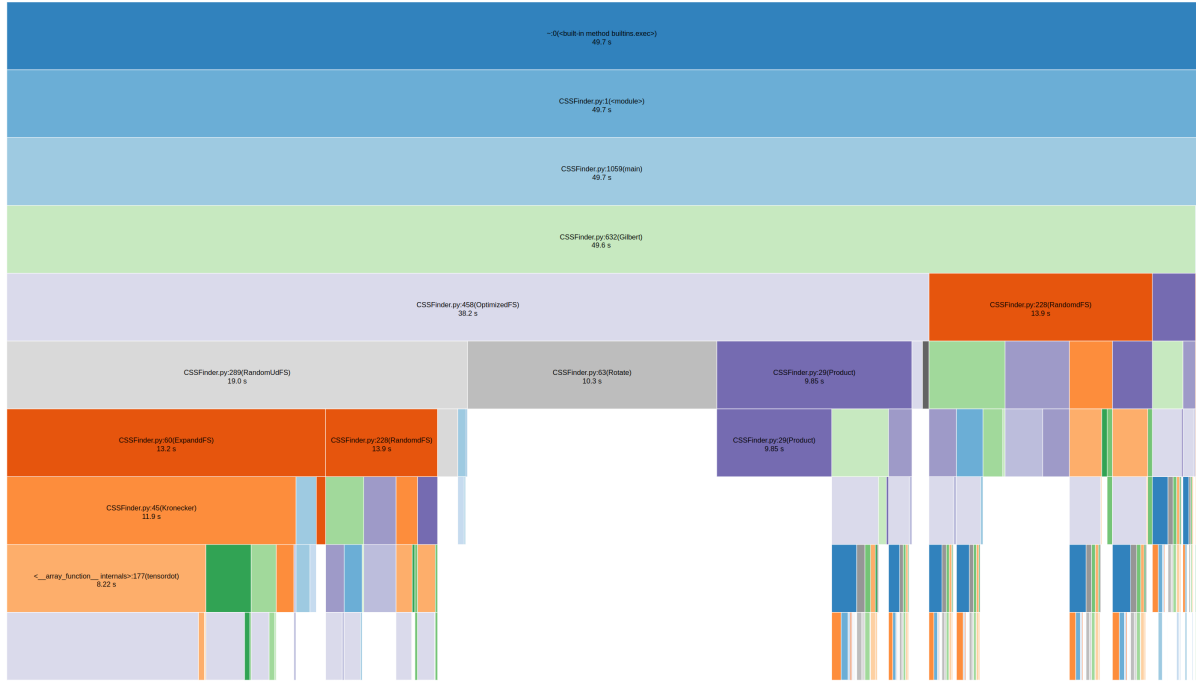 ~:0(<built-in method builtins.exec>)
49.7 s
CSSFinder.py:1(<module>)
49.7 s
CSSFinder.py:1059(main)
49.7 s
CSSFinder.py:632(Gilbert)
49.6 s
CSSFinder.py:458(OptimizedFS)
38.2 s
CSSFinder.py:228(RandomdFS)
13.9 s
CSSFinder.py:289(RandomUdFS)
19.0 s
CSSFinder.py:63(Rotate)
10.3 s
CSSFinder.py:29(Product)
9.85 s
CSSFinder.py:60(ExpanddFS)
13.2 s
CSSFinder.py:228(RandomdFS)
13.9 s
CSSFinder.py:29(Product)
9.85 s
CSSFinder.py:45(Kronecker)
11.9 s
<__array_function__ internals>:177(tensordot)
8.22 s